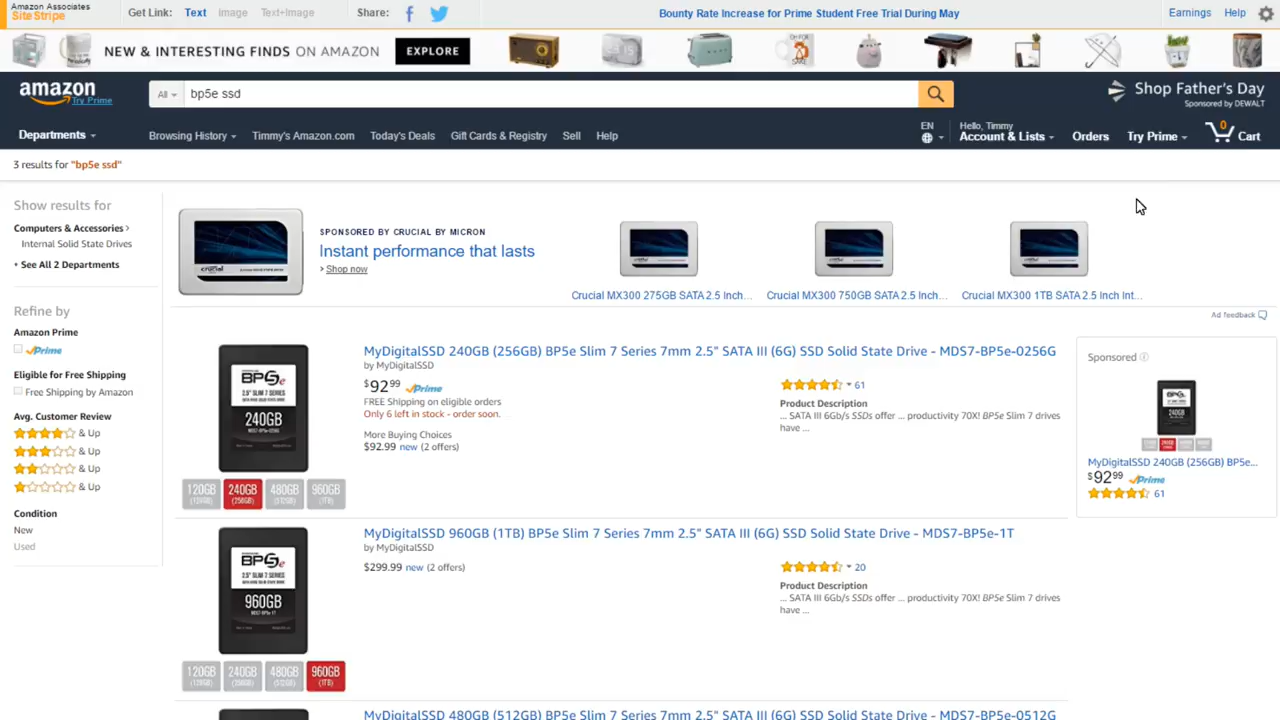 Amazon Associates
Site Stripe
Get Link: Text Image Text+Image Share:
Bounty Rate Increase for Prime Student Free Trial During May
Earnings Help
NEW & INTERESTING FINDS ON AMAZON EXPLORE
amazon
Try Prime
All bp5e ssd
Shop Father's Day
Sponsored by DEWALT
Departments
Browsing History Timmy's Amazon.com Today's Deals Gift Cards & Registry Sell Help
EN
Hello, Timmy
Account & Lists
Orders
Try Prime
0
Cart
3 results for "bp5e ssd"
Show results for
Computers & Accessories
Internal Solid State Drives
+ See All 2 Departments
Refine by
Amazon Prime
Prime
Eligible for Free Shipping
Free Shipping by Amazon
Avg. Customer Review
& Up
& Up
& Up
& Up
Condition
New
Used
crucial
SPONSORED BY CRUCIAL BY MICRON
Instant performance that lasts
› Shop now
Crucial MX300 275GB SATA 2.5 Inch...
Crucial MX300 750GB SATA 2.5 Inch...
Crucial MX300 1TB SATA 2.5 Inch Int...
Ad feedback
BP5e
2.5" SLIM 7 SERIES
240GB
120GB
(128GB)
240GB
(256GB)
480GB
(512GB)
960GB
(1TB)
MyDigitalSSD 240GB (256GB) BP5e Slim 7 Series 7mm 2.5" SATA III (6G) SSD Solid State Drive - MDS7-BP5e-0256G
by MyDigitalSSD
$92 99 Prime
FREE Shipping on eligible orders
Only 6 left in stock - order soon.
More Buying Choices
$92.99 new (2 offers)
61
Product Description
... SATA III 6Gb/s SSDs offer ... productivity 70X! BP5e Slim 7 drives
have ...
Sponsored
240GB
MyDigitalSSD 240GB (256GB) BP5e...
$92 99 Prime
61
BP5e
2.5" SLIM 7 SERIES
960GB
120GB
(128GB)
240GB
(256GB)
480GB
(512GB)
960GB
(1TB)
MyDigitalSSD 960GB (1TB) BP5e Slim 7 Series 7mm 2.5" SATA III (6G) SSD Solid State Drive - MDS7-BP5e-1T
by MyDigitalSSD
$299.99 new (2 offers)
20
Product Description
... SATA III 6Gb/s SSDs offer ... productivity 70X! BP5e Slim 7 drives
have ...
MyDigitalSSD 480GB (512GB) BP5e Slim 7 Series 7mm 2.5" SATA III (6G) SSD Solid State Drive - MDS7-BP5e-0512G